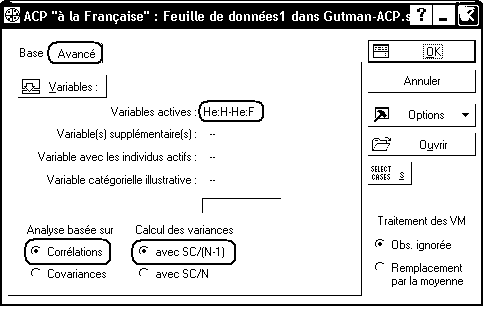 ACP "à la Française" : Feuille de données1 dans Gutman-ACP.s
Base Avancé
Variables :
Variables actives : He:H-He:F
Variable(s) supplémentaire(s) : --
Variable avec les individus actifs : --
Variable catégorielle illustrative : --
Analyse basée sur
Corrélations
Covariances
Calcul des variances
avec SC/(N-1)
avec SC/N
OK
Annuler
Options
Ouvrir
SELECT
CASES s
Traitement des VM
Obs. ignorée
Remplacement
par la moyenne